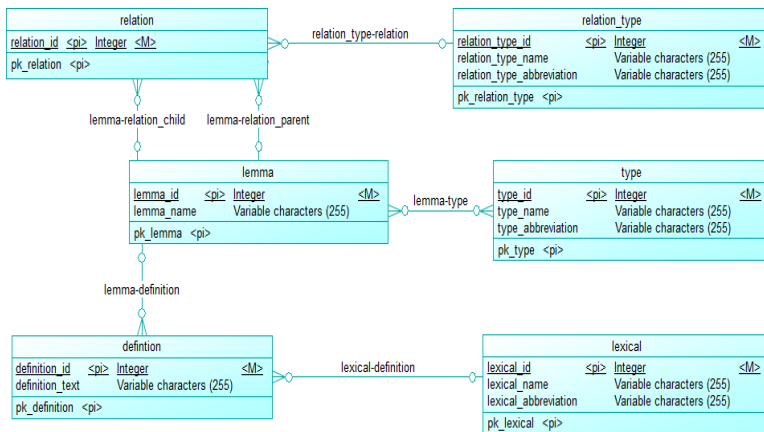 relation
relation_id <pi> Integer <M>
pk_relation <pi>
relation_type-relation
relation_type
relation_type_id <pi> Integer <M>
relation_type_name Variable characters (255)
relation_type_abbreviation Variable characters (255)
pk_relation_type <pi>
lemma-relation_child
lemma-relation_parent
lemma
lemma_id <pi> Integer <M>
lemma_name Variable characters (255)
pk_lemma <pi>
lemma-type
type
type_id <pi> Integer <M>
type_name Variable characters (255)
type_abbreviation Variable characters (255)
pk_type <pi>
lemma-definition
defintion
definition_id <pi> Integer <M>
definition_text Variable characters (255)
pk_definition <pi>
lexical-definition
lexical
lexical_id <pi> Integer <M>
lexical_name Variable characters (255)
lexical_abbreviation Variable characters (255)
pk_lexical <pi>